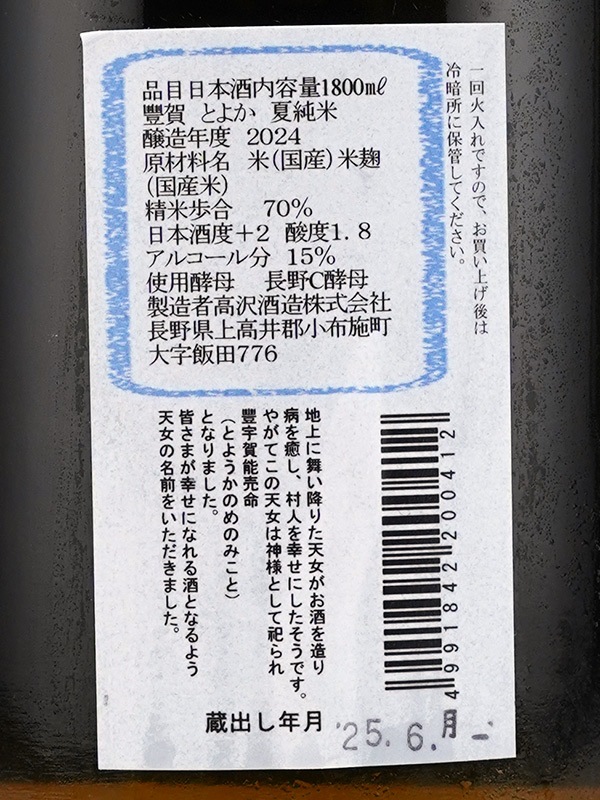 品目日本酒内容量1800mℓ
豐賀 とよか 夏純米
醸造年度 2024
原材料名 米(国産)米麹
(国産米)
精米歩合 70%
日本酒度+2 酸度1.8
アルコール分 15%
使用酵母 長野C酵母
製造者高沢酒造株式会社
長野県上高井郡小布施町
大字飯田776
一回火入れですので、お買い上げ後は
冷暗所に保管してください。
地上に舞い降りた天女がお酒を造り
病を癒し、村人を幸せにしたそうです。
やがてこの天女は神様として祀られ
豐宇賀能売命
(とようかのめのみこと)
となりました。
皆さまが幸せになれる酒となるよう
天女の名前をいただきました。
4991842200412
蔵出し年月 '25.6.月